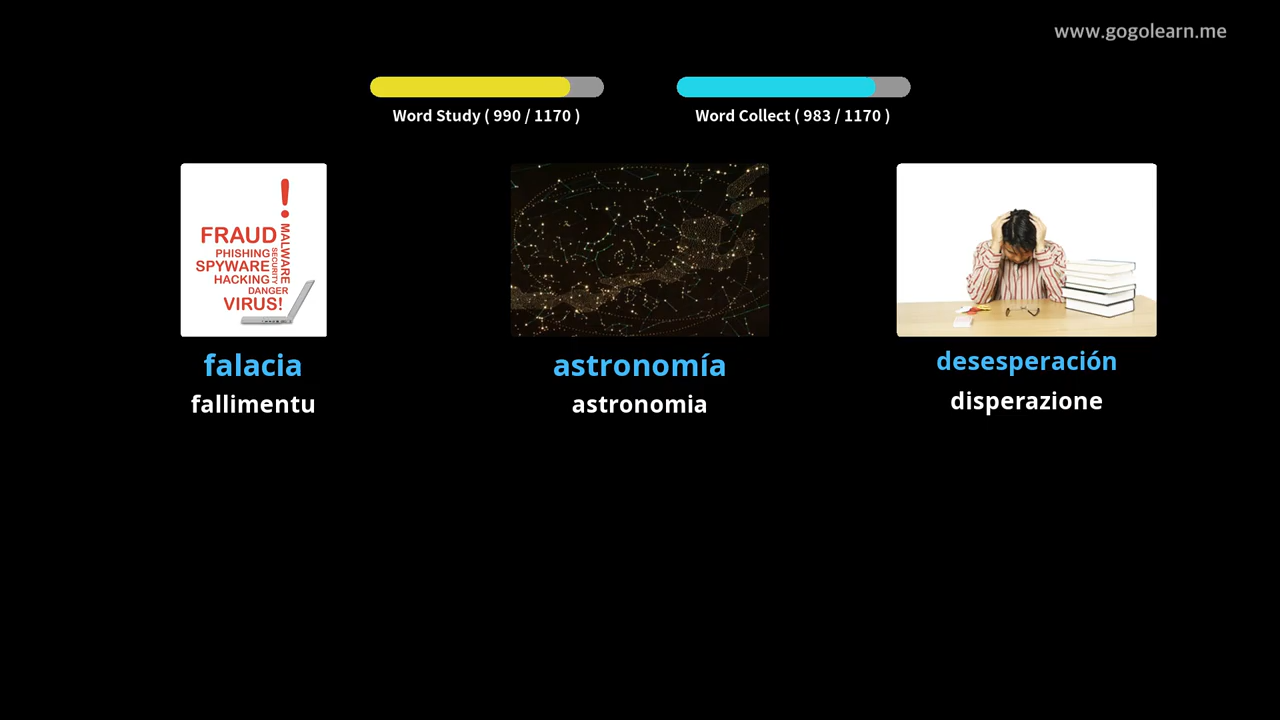 www.gogolearn.me
Word Study ( 990 / 1170 )
Word Collect ( 983 / 1170 )
!
FRAUD
MALWARE
PHISHING
SECURITY
SPYWARE
HACKING
DANGER
VIRUS!
falacia
fallimentu
astronomía
astronomia
desesperación
disperazione